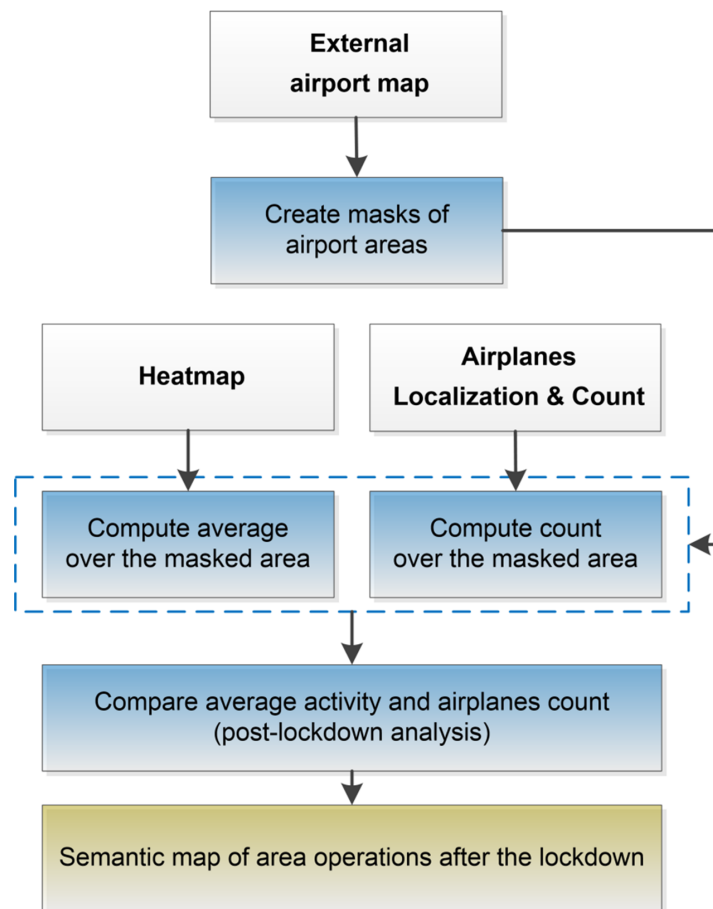 External
airport map
Create masks of
airport areas
Heatmap
Airplanes
Localization & Count
Compute average
over the masked area
Compute count
over the masked area
Compare average activity and airplanes count
(post-lockdown analysis)
Semantic map of area operations after the lockdown